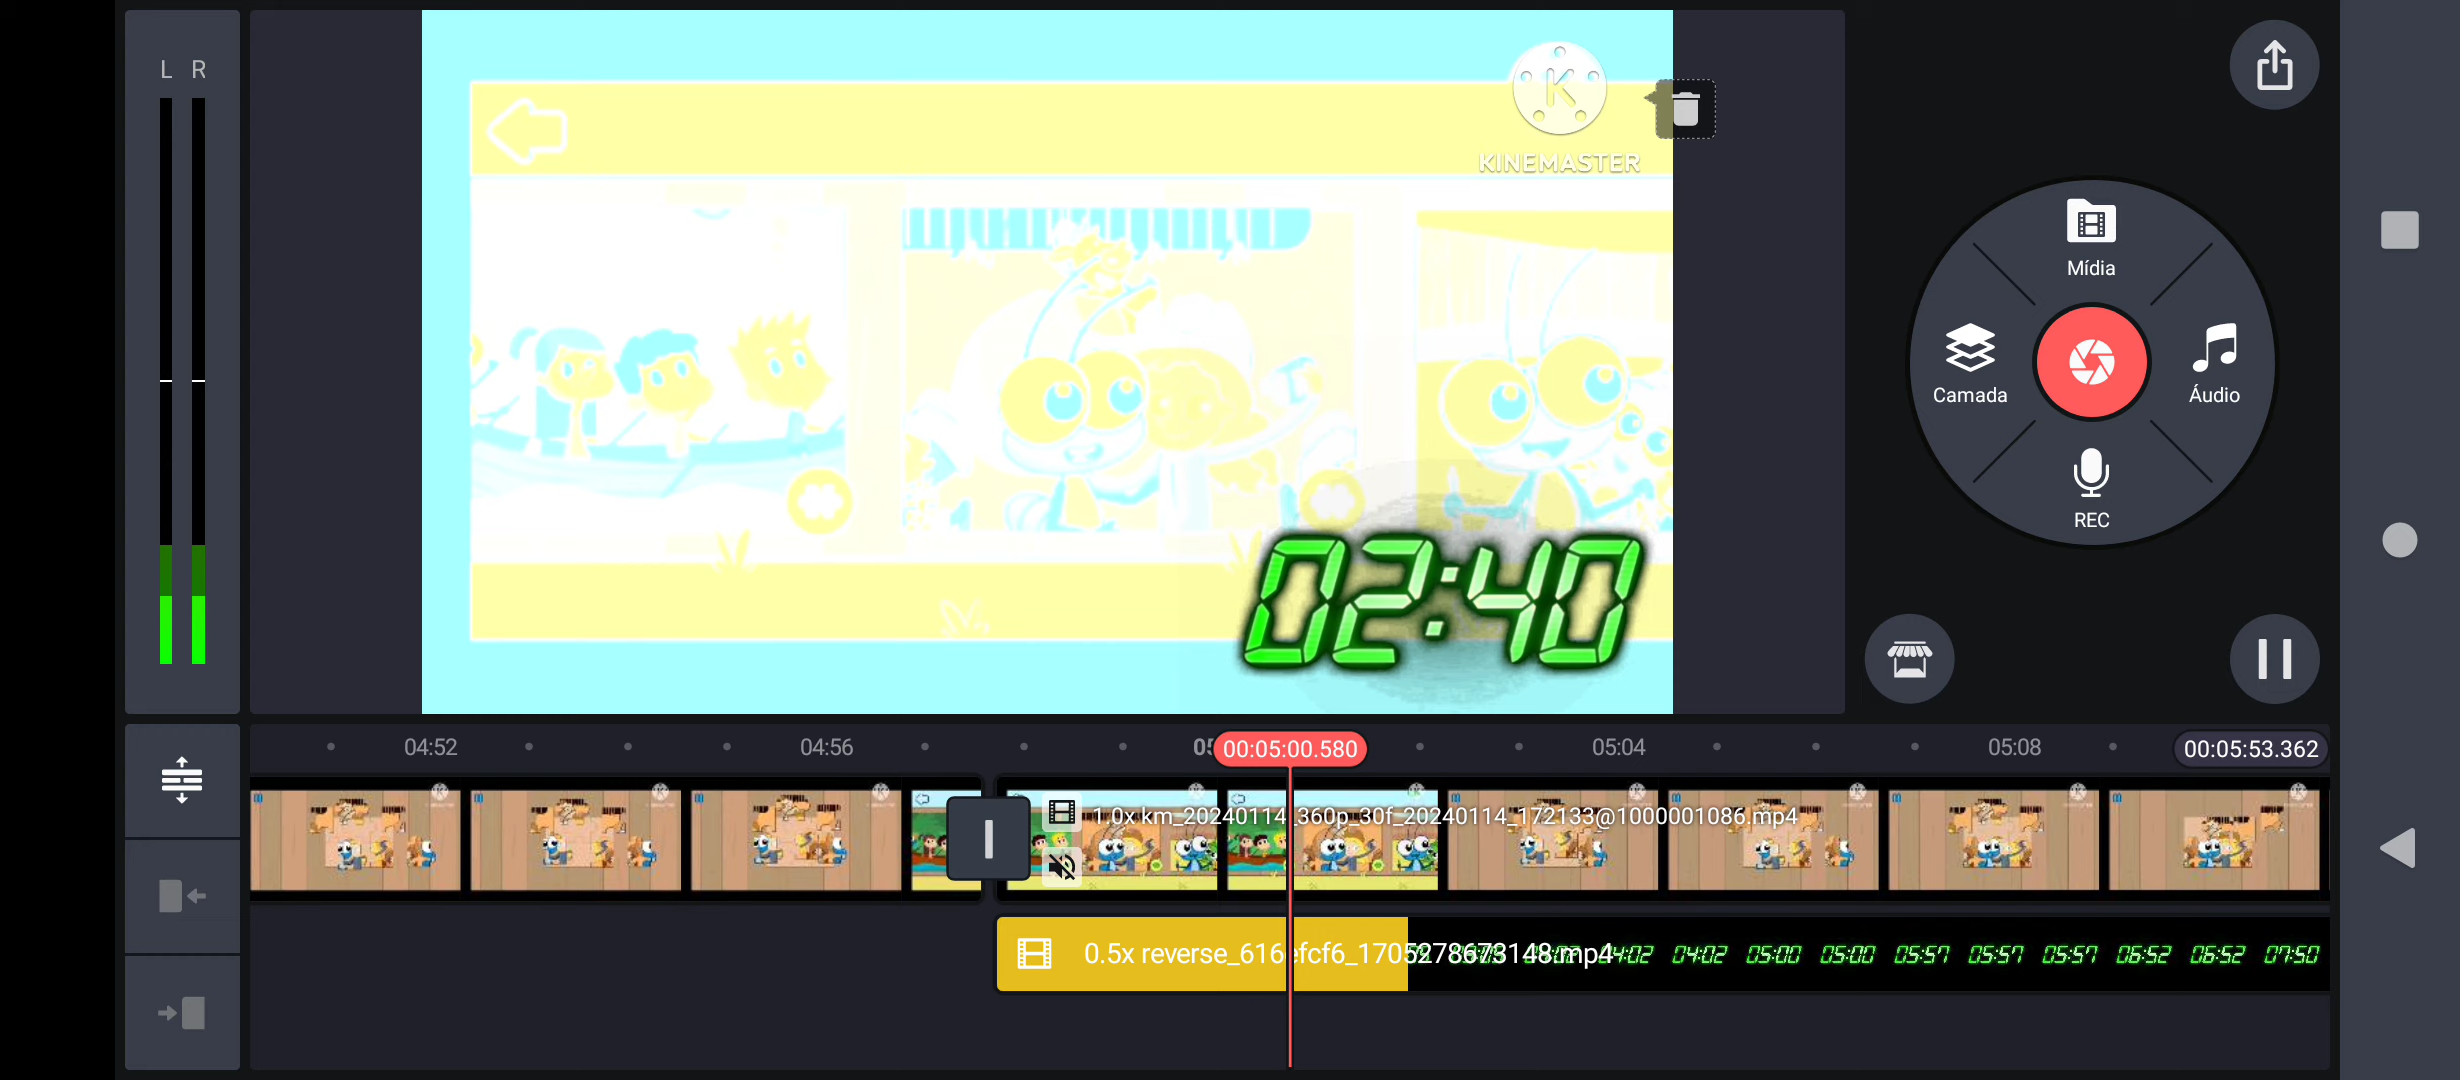 L R
KINEMASTER
02:40
Mídia
Camada
Áudio
REC
04:52
04:56
00:05:00.580
05:04
05:08
00:05:53.362
1.0x km_20240114_360p_30f_20240114_172133@1000001086.mp4
0.5x reverse_616efcf6_1705278673148.mp4
04:02 04:02 05:00 05:00 05:57 05:57 05:57 06:52 06:52 07:50